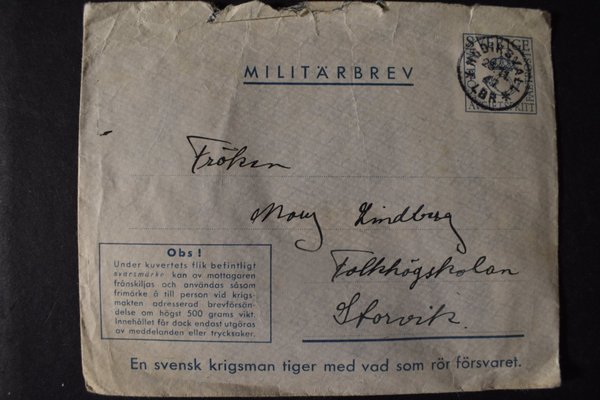 MILITÄRBREV
SVERIGE
Fröken
Mary Lindberg
Folkhögskolan
Storvik.
Obs!
Under kuvertets flik befintligt
svarsmärke kan av mottagaren
frånskiljas och användas såsom
frimärke å till person vid krigs-
makten adresserad brevförsän-
delse om högst 500 grams vikt.
Innehållet får dock endast utgöras
av meddelanden eller trycksaker.
En svensk krigsman tiger med vad som rör försvaret.